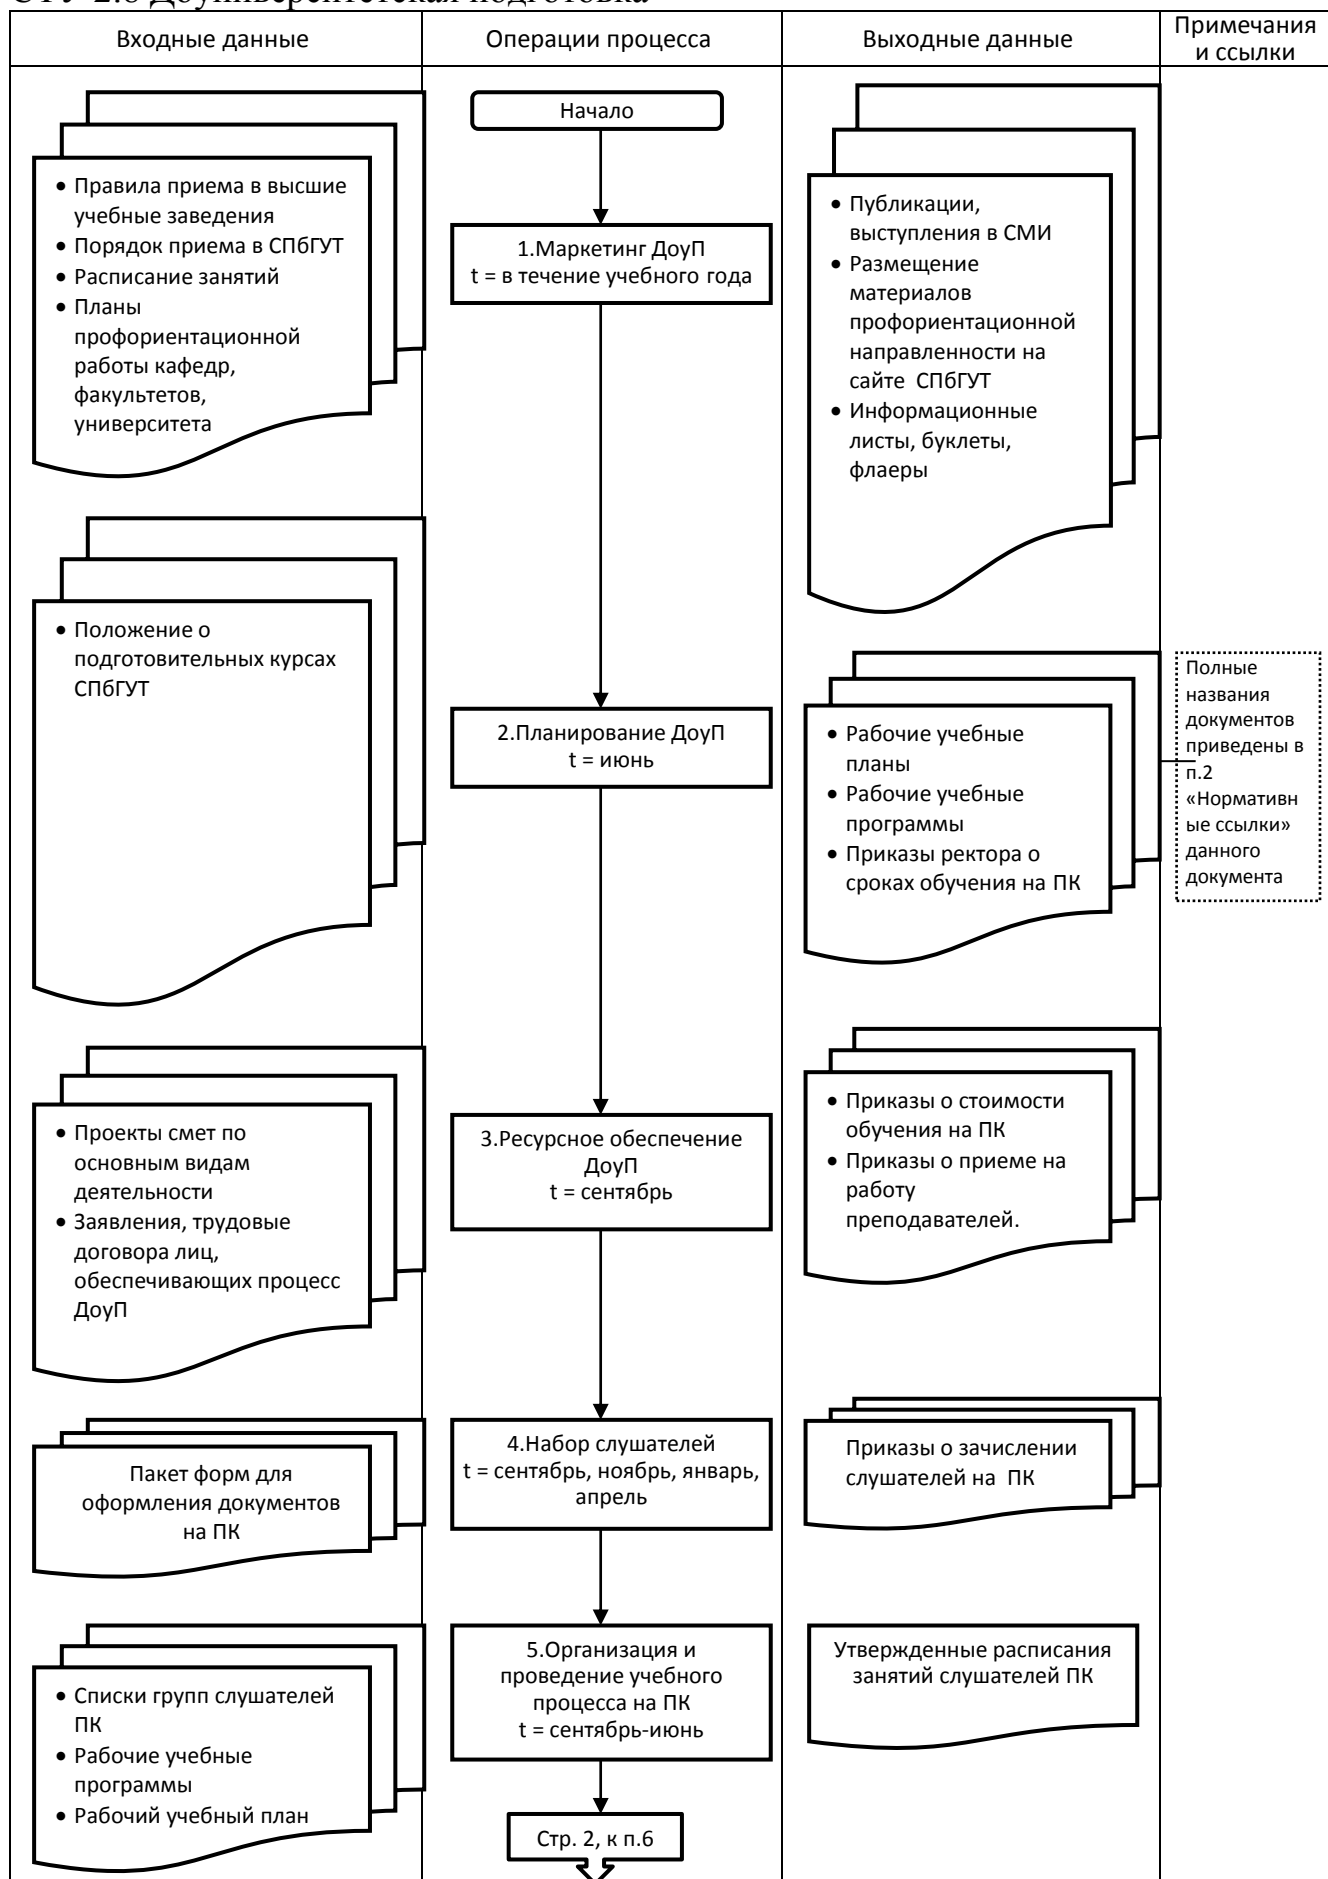 СТУ 2.8 Доуниверситетская подготовка
Входные данные
Операции процесса
Выходные данные
Примечания
и ссылки
Начало
• Правила приема в высшие
учебные заведения
• Порядок приема в СПбГУТ
• Расписание занятий
• Планы
профориентационной
работы кафедр,
факультетов,
университета
1.Маркетинг ДоуП
t = в течение учебного года
• Публикации,
выступления в СМИ
• Размещение
материалов
профориентационной
направленности на
сайте СПбГУТ
• Информационные
листы, буклеты,
флаеры
• Положение о
подготовительных курсах
СПбГУТ
2.Планирование ДоуП
t = июнь
• Рабочие учебные
планы
• Рабочие учебные
программы
• Приказы ректора о
сроках обучения на ПК
Полные
названия
документов
приведены в
п.2
«Нормативн
ые ссылки»
данного
документа
• Проекты смет по
основным видам
деятельности
• Заявления, трудовые
договора лиц,
обеспечивающих процесс
ДоуП
3.Ресурсное обеспечение
ДоуП
t = сентябрь
• Приказы о стоимости
обучения на ПК
• Приказы о приеме на
работу
преподавателей.
Пакет форм для
оформления документов
на ПК
4.Набор слушателей
t = сентябрь, ноябрь, январь,
апрель
Приказы о зачислении
слушателей на ПК
• Списки групп слушателей
ПК
• Рабочие учебные
программы
• Рабочий учебный план
5.Организация и
проведение учебного
процесса на ПК
t = сентябрь-июнь
Утвержденные расписания
занятий слушателей ПК
Стр. 2, к п.6